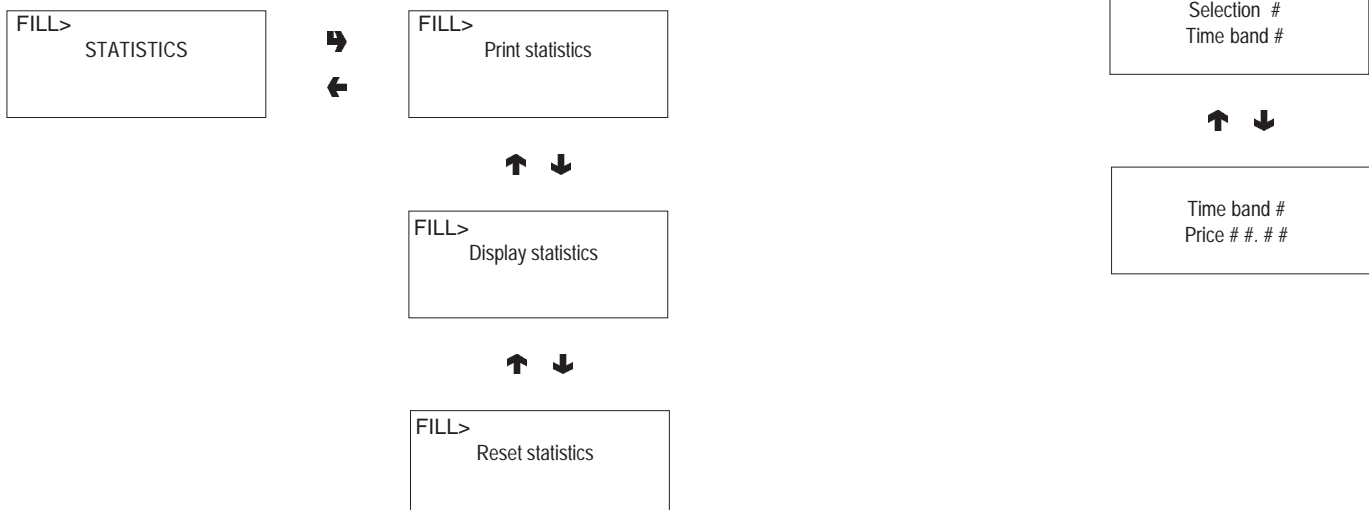 FILL>
STATISTICS
FILL>
Print statistics
FILL>
Display statistics
FILL>
Reset statistics
Selection #
Time band #
Time band #
Price # #. # #